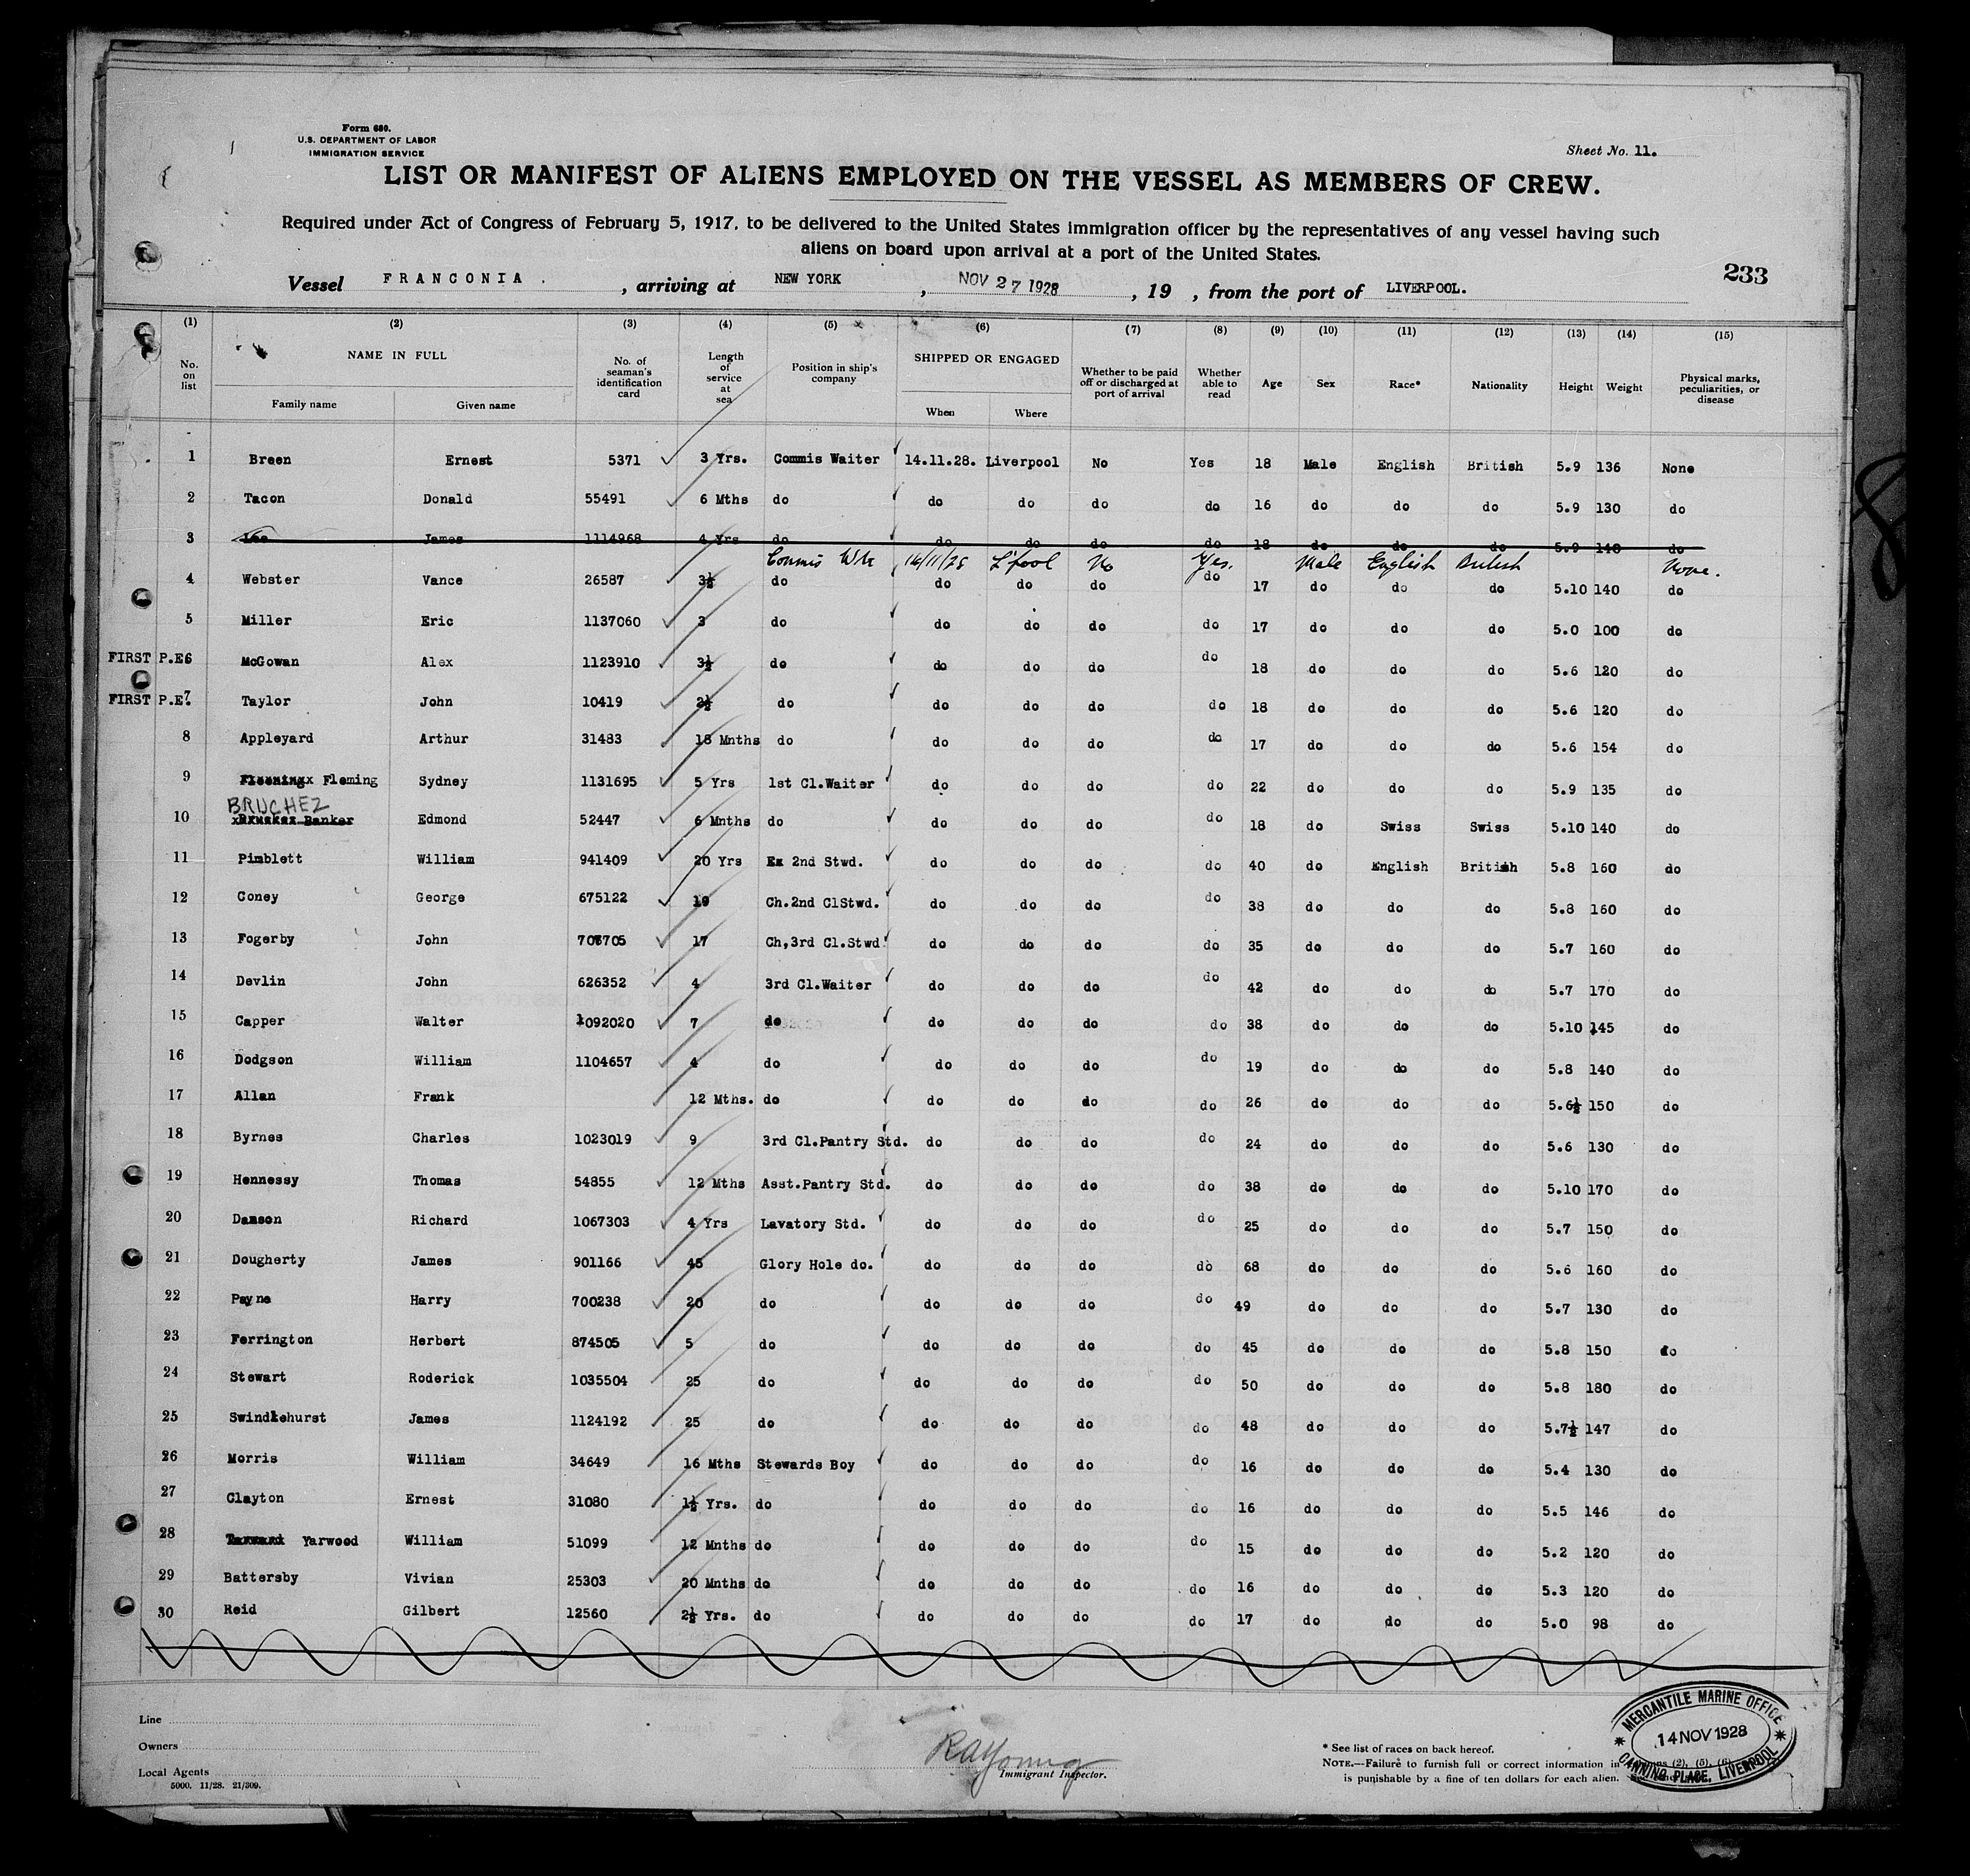 Form 680.
U.S. DEPARTMENT OF LABOR
IMMIGRATION SERVICE
Sheet No. 11.
LIST OR MANIFEST OF ALIENS EMPLOYED ON THE VESSEL AS MEMBERS OF CREW.
Required under Act of Congress of February 5, 1917, to be delivered to the United States immigration officer by the representatives of any vessel having such
aliens on board upon arrival at a port of the United States.
233
Vessel FRANCONIA. , arriving at NEW YORK , NOV 27 1928 , 19 , from the port of LIVERPOOL.
(1) (2) (3) (4) (5) (6) (7) (8) (9) (10) (11) (12) (13) (14) (15)
No. on list NAME IN FULL Family name Given name No. of seaman's identification card Length of service at sea Position in ship's company SHIPPED OR ENGAGED When Where Whether to be paid off or discharged at port of arrival Whether able to read Age Sex Race* Nationality Height Weight Physical marks, peculiarities, or disease
1 Breen Ernest 5371 3 Yrs. Commis Waiter 14.11.28. Liverpool No Yes 18 Male English British 5.9 136 None
2 Tacon Donald 55491 6 Mths do do do do do 16 do do do 5.9 130 do
3 Lee James 1114968 4 Yrs do do do do do 18 do do do 5.9 140 do
Commis Wtr 14/11/28 L'pool No Yes. Male English British None.
4 Webster Vance 26587 3½ do do do do do 17 do do do 5.10 140 do
5 Miller Eric 1137060 3 do do do do do 17 do do do 5.0 100 do
FIRST P.E. 6 McGowan Alex 1123910 3½ do do do do do 18 do do do 5.6 120 do
FIRST P.E. 7 Taylor John 10419 2½ do do do do do 18 do do do 5.6 120 do
8 Appleyard Arthur 31483 18 Mnths do do do do do 17 do do do 5.6 154 do
9 Fleming Sydney 1131695 5 Yrs 1st Cl.Waiter do do do do 22 do do do 5.9 135 do
BRUCHEZ
10 Banker Edmond 52447 6 Mnths do do do do do 18 do Swiss Swiss 5.10 140 do
11 Pimblett William 941409 20 Yrs Ex 2nd Stwd. do do do do 40 do English British 5.8 160 do
12 Coney George 675122 19 Ch.2nd ClStwd. do do do do 38 do do do 5.8 160 do
13 Fogerby John 706705 17 Ch,3rd Cl.Stwd do do do do 35 do do do 5.7 160 do
14 Devlin John 626352 4 3rd Cl.Waiter do do do do 42 do do do 5.7 170 do
15 Capper Walter 1092020 7 do do do do do 38 do do do 5.10 145 do
16 Dodgson William 1104657 4 do do do do do 19 do do do 5.8 140 do
17 Allan Frank 12 Mths. do do do do do 26 do do do 5.6½ 150 do
18 Byrnes Charles 1023019 9 3rd Cl.Pantry Std. do do do do 24 do do do 5.6 130 do
19 Hennessy Thomas 54855 12 Mths Asst.Pantry Std. do do do do 38 do do do 5.10 170 do
20 Damson Richard 1067303 4 Yrs Lavatory Std. do do do do 25 do do do 5.7 150 do
21 Dougherty James 901166 45 Glory Hole do. do do do do 68 do do do 5.6 160 do
22 Payne Harry 700238 20 do do do do do 49 do do do 5.7 130 do
23 Ferrington Herbert 874505 5 do do do do do 45 do do do 5.8 150 do
24 Stewart Roderick 1035504 25 do do do do do 50 do do do 5.8 180 do
25 Swindlehurst James 1124192 25 do do do do do 48 do do do 5.7½ 147 do
26 Morris William 34649 16 Mths Stewards Boy do do do do 16 do do do 5.4 130 do
27 Clayton Ernest 31080 1½ Yrs. do do do do do 16 do do do 5.5 146 do
28 Yarwood William 51099 12 Mnths do do do do do 15 do do do 5.2 120 do
29 Battersby Vivian 25303 20 Mnths do do do do do 16 do do do 5.3 120 do
30 Reid Gilbert 12560 2½ Yrs. do do do do do 17 do do do 5.0 98 do
Line
Owners
Local Agents
5000. 11/28. 21/309.
R A Young
Immigrant Inspector.
* See list of races on back hereof.
NOTE.—Failure to furnish full or correct information in columns (2), (5), (6)
is punishable by a fine of ten dollars for each alien.
MERCANTILE MARINE OFFICE
14 NOV 1928
CANNING PLACE, LIVERPOOL